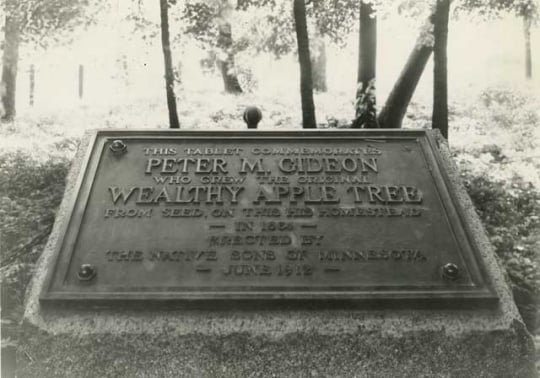 THIS TABLET COMMEMORATES
PETER M. GIDEON
WHO GREW THE ORIGINAL
WEALTHY APPLE TREE
FROM SEED, ON THIS HIS HOMESTEAD
— IN 1864 —
ERECTED BY
THE NATIVE SONS OF MINNESOTA
— JUNE 1912 —